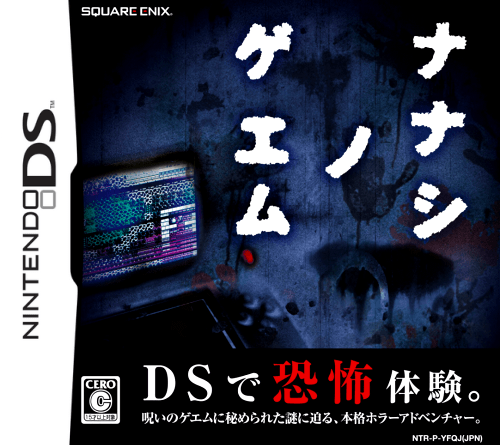 SQUARE ENIX
NINTENDO DS™
ナナシ
ノ
ゲエム
CERO
C
DSで恐怖体験。
呪いのゲエムに秘められた謎に迫る、本格ホラーアドベンチャー。
NTR-P-YFQJ(JPN)